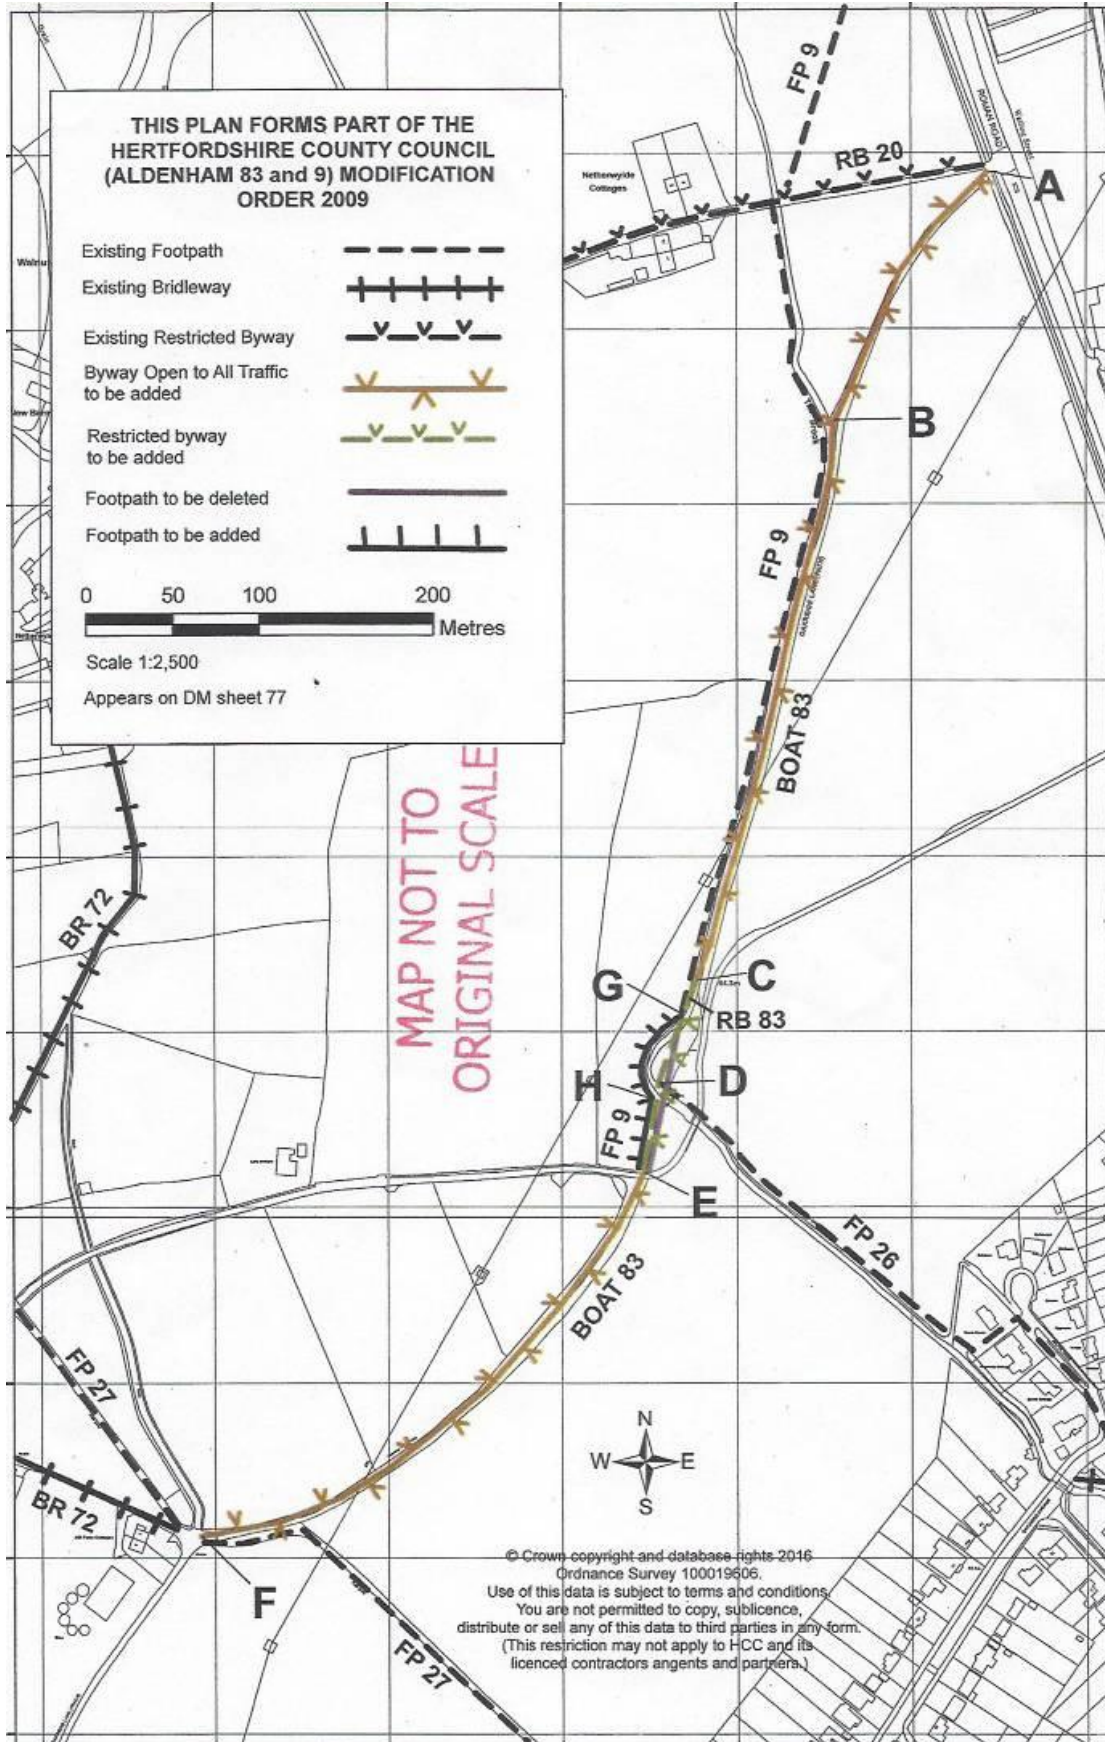 THIS PLAN FORMS PART OF THE
HERTFORDSHIRE COUNTY COUNCIL
(ALDENHAM 83 and 9) MODIFICATION
ORDER 2009
Existing Footpath
Existing Bridleway
Existing Restricted Byway
Byway Open to All Traffic
to be added
Restricted byway
to be added
Footpath to be deleted
Footpath to be added
0 50 100 200
Metres
Scale 1:2,500
Appears on DM sheet 77
FP 9
ROMAN ROAD
Watling Street
RB 20
Netherwylde
Cottages
A
B
FP 9
BOAT 83
MAP NOT TO
ORIGINAL SCALE
BR 72
C
G
RB 83
D
H
FP 9
E
FP 26
BOAT 83
FP 27
BR 72
F
FP 27
N
W E
S
© Crown copyright and database rights 2016
Ordnance Survey 100019606.
Use of this data is subject to terms and conditions.
You are not permitted to copy, sublicence,
distribute or sell any of this data to third parties in any form.
(This restriction may not apply to HCC and its
licenced contractors angents and partners.)